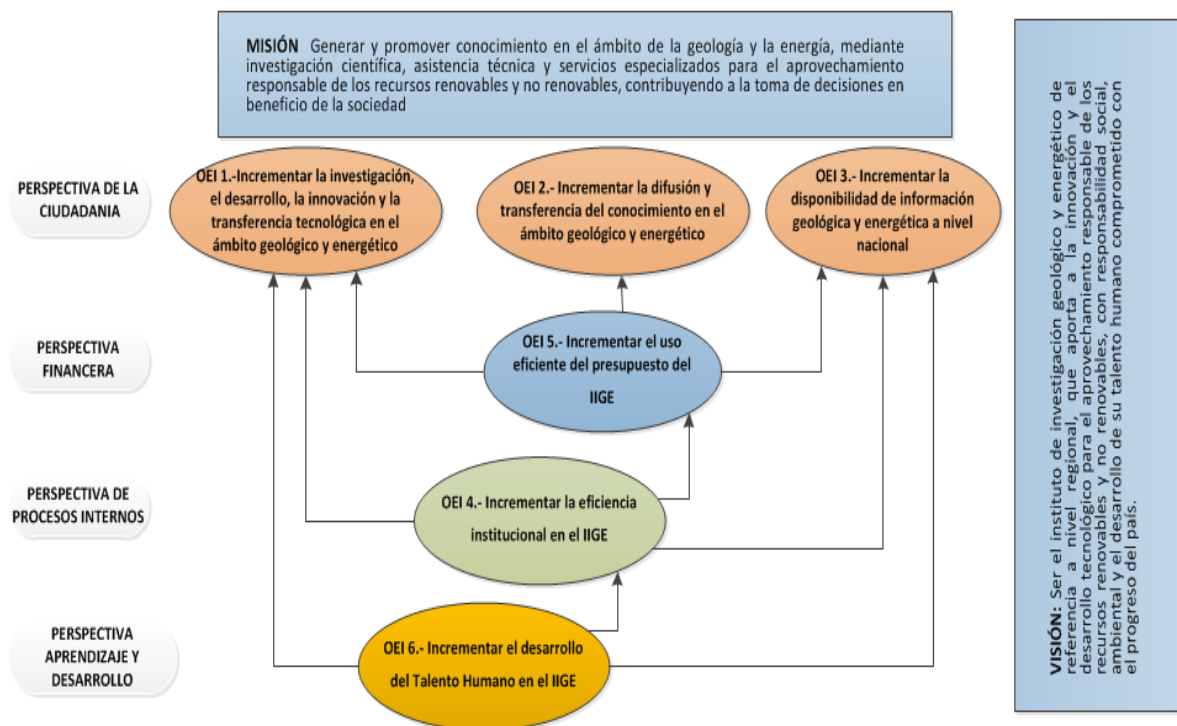 MISIÓN Generar y promover conocimiento en el ámbito de la geología y la energía, mediante
investigación científica, asistencia técnica y servicios especializados para el aprovechamiento
responsable de los recursos renovables y no renovables, contribuyendo a la toma de decisiones en
beneficio de la sociedad
PERSPECTIVA DE LA
CIUDADANIA
OEI 1.-Incrementar la investigación,
el desarrollo, la innovación y la
transferencia tecnológica en el
ámbito geológico y energético
OEI 2.- Incrementar la difusión y
transferencia del conocimiento en el
ámbito geológico y energético
OEI 3.- Incrementar la
disponibilidad de información
geológica y energética a nivel
nacional
PERSPECTIVA
FINANCERA
OEI 5.- Incrementar el uso
eficiente del presupuesto del
IIGE
PERSPECTIVA DE
PROCESOS INTERNOS
OEI 4.- Incrementar la eficiencia
institucional en el IIGE
PERSPECTIVA
APRENDIZAJE Y
DESARROLLO
OEI 6.- Incrementar el desarrollo
del Talento Humano en el IIGE
VISIÓN: Ser el instituto de investigación geológico y energético de
referencia a nivel regional, que aporta a la innovación y el
desarrollo tecnológico para el aprovechamiento responsable de los
recursos renovables y no renovables, con responsabilidad social,
ambiental y el desarrollo de su talento humano comprometido con
el progreso del país.